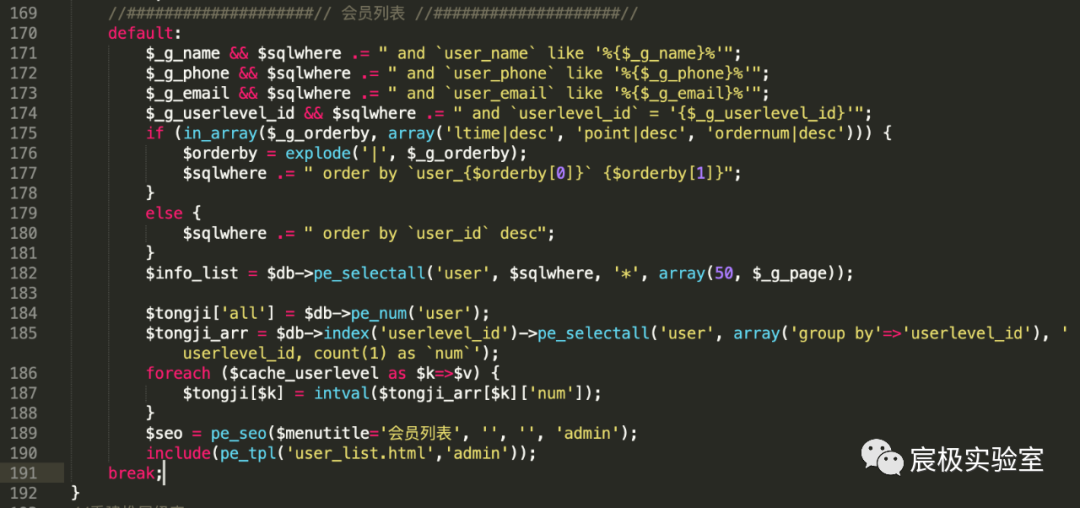 169 //####################// 会员列表 //####################//
170 default:
171 $_g_name && $sqlwhere .= " and `user_name` like '%{$_g_name}%'";
172 $_g_phone && $sqlwhere .= " and `user_phone` like '%{$_g_phone}%'";
173 $_g_email && $sqlwhere .= " and `user_email` like '%{$_g_email}%'";
174 $_g_userlevel_id && $sqlwhere .= " and `userlevel_id` = '{$_g_userlevel_id}'";
175 if (in_array($_g_orderby, array('ltime|desc', 'point|desc', 'ordernum|desc'))) {
176 $orderby = explode('|', $_g_orderby);
177 $sqlwhere .= " order by `user_{$orderby[0]}` {$orderby[1]}";
178 }
179 else {
180 $sqlwhere .= " order by `user_id` desc";
181 }
182 $info_list = $db->pe_selectall('user', $sqlwhere, '*', array(50, $_g_page));
183
184 $tongji['all'] = $db->pe_num('user');
185 $tongji_arr = $db->index('userlevel_id')->pe_selectall('user', array('group by'=>'userlevel_id'), '
userlevel_id, count(1) as `num`');
186 foreach ($cache_userlevel as $k=>$v) {
187 $tongji[$k] = intval($tongji_arr[$k]['num']);
188 }
189 $seo = pe_seo($menutitle='会员列表', '', '', 'admin');
190 include(pe_tpl('user_list.html','admin'));
191 break;
192 }
宸极实验室